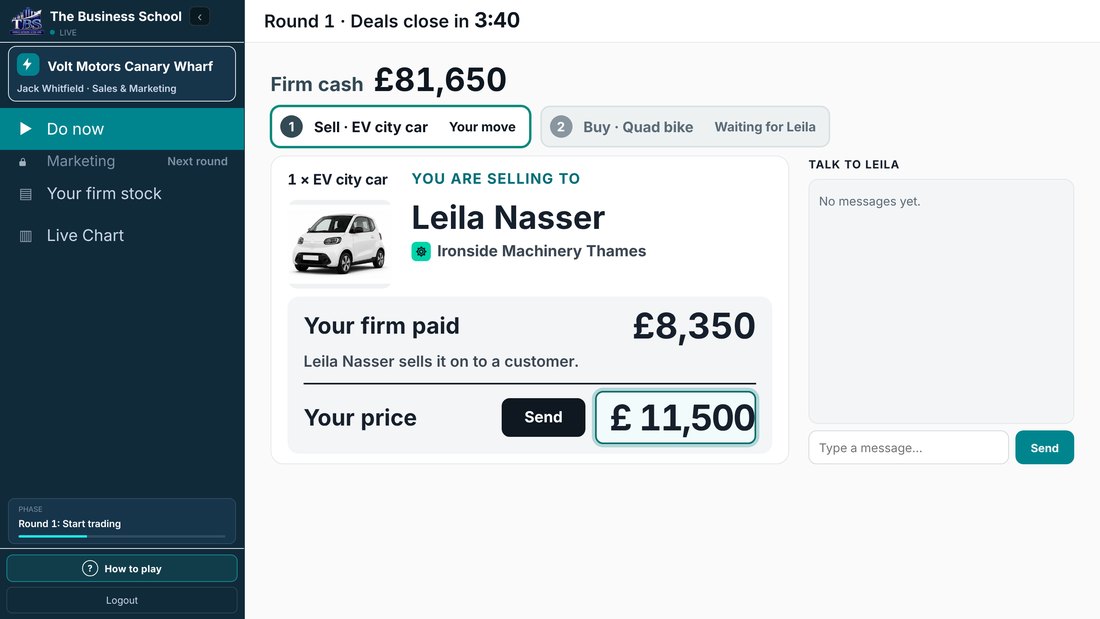 TBS
The Business School
LIVE
Volt Motors Canary Wharf
Jack Whitfield · Sales & Marketing
Do now
Marketing Next round
Your firm stock
Live Chart
PHASE
Round 1: Start trading
? How to play
Logout
Round 1 · Deals close in 3:40
Firm cash £81,650
1 Sell · EV city car Your move
2 Buy · Quad bike Waiting for Leila
1 × EV city car
YOU ARE SELLING TO
Leila Nasser
Ironside Machinery Thames
Your firm paid £8,350
Leila Nasser sells it on to a customer.
Your price Send £ 11,500
TALK TO LEILA
No messages yet.
Type a message... Send